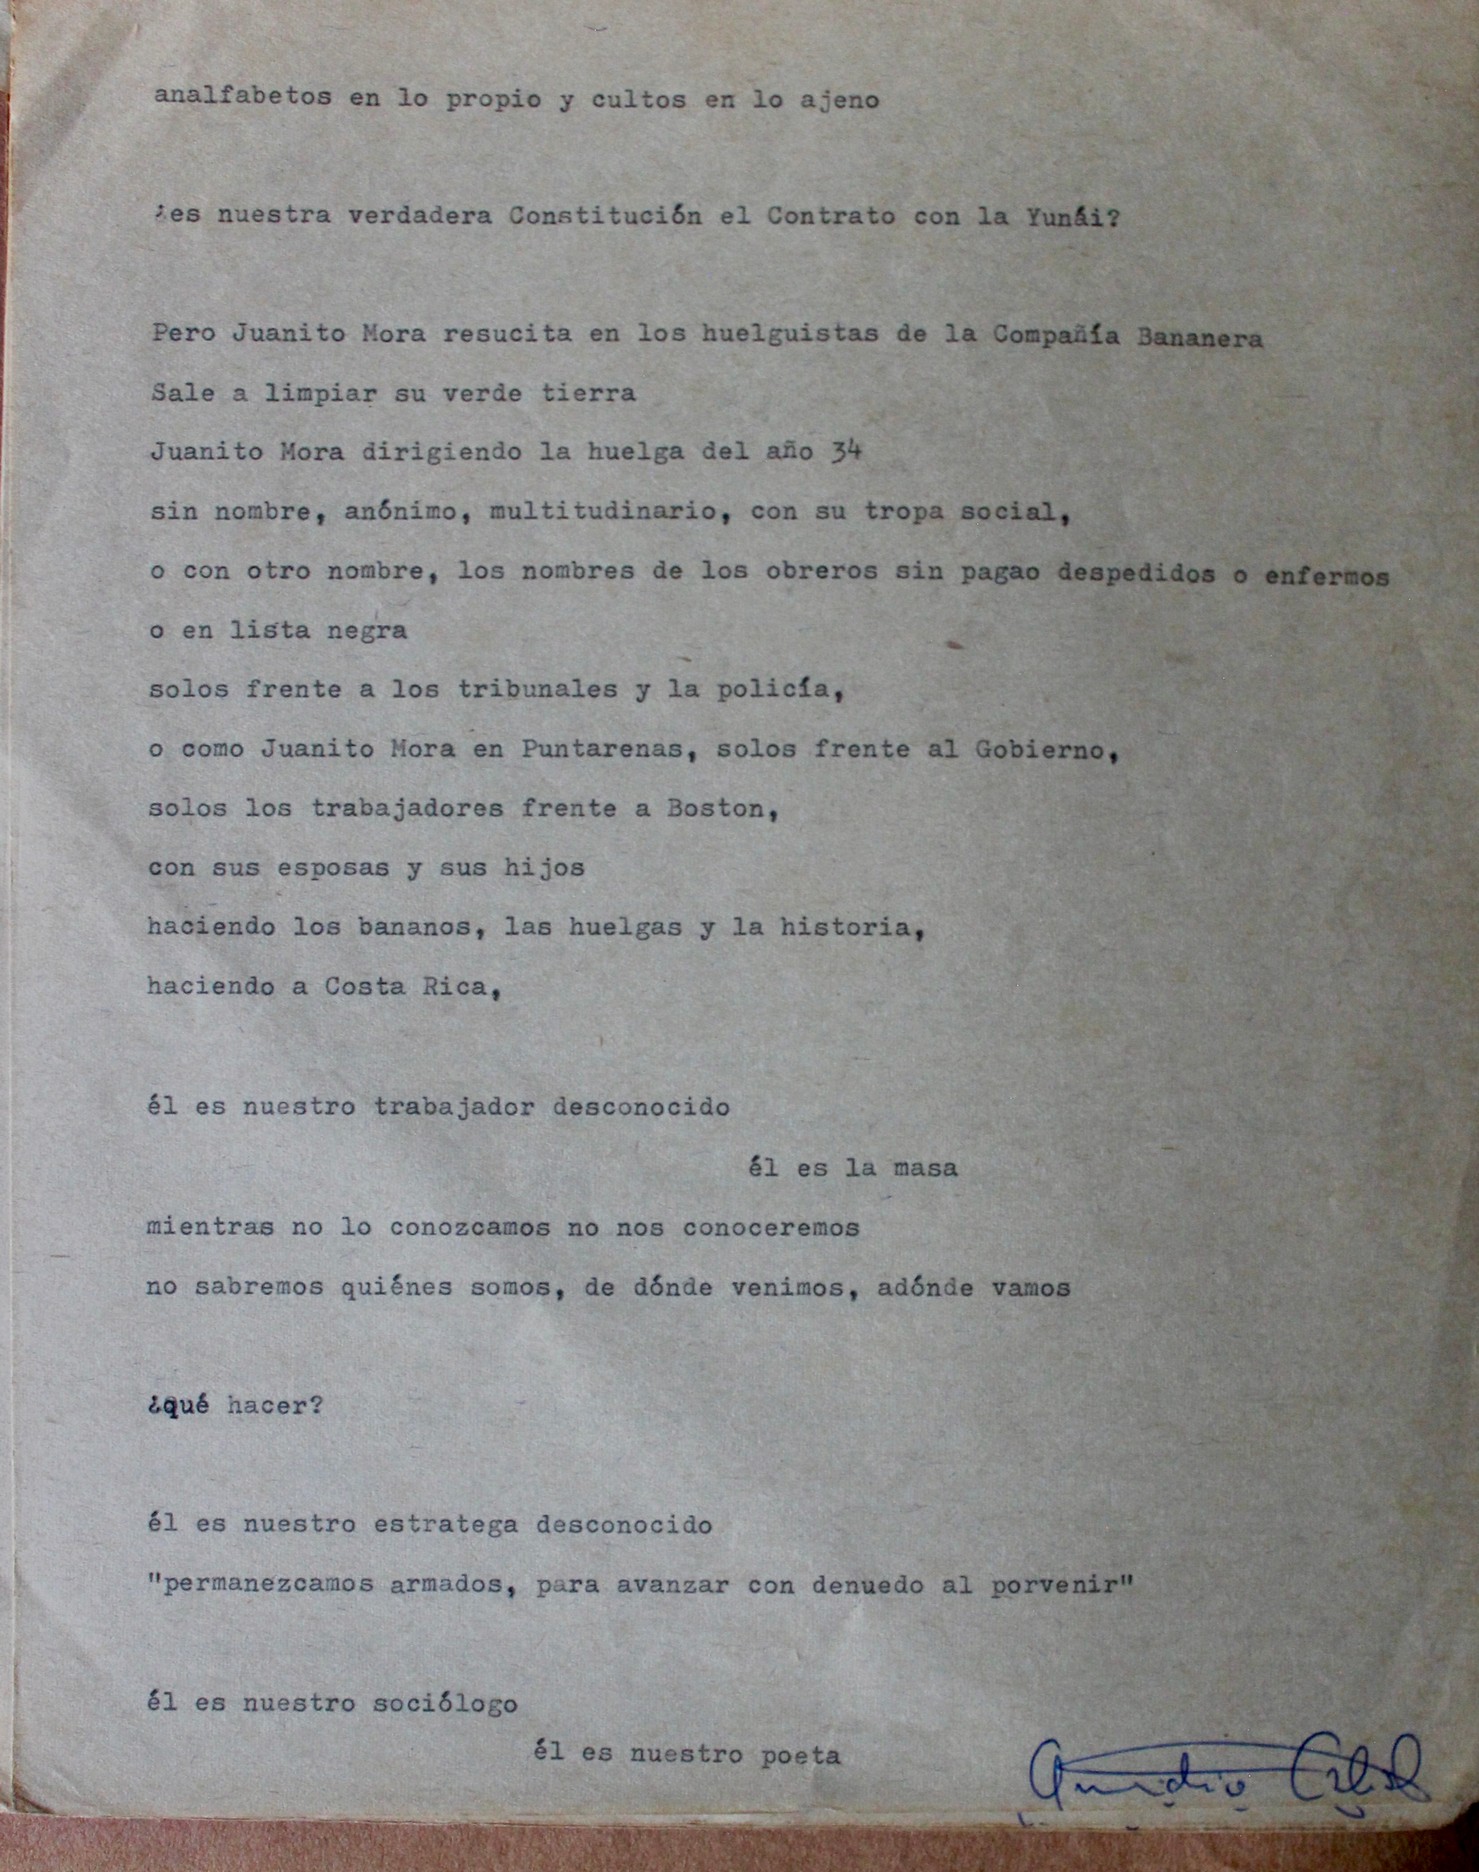 analfabetos en lo propio y cultos en lo ajeno
¿es nuestra verdadera Constitución el Contrato con la Yunái?
Pero Juanito Mora resucita en los huelguistas de la Compañía Bananera
Sale a limpiar su verde tierra
Juanito Mora dirigiendo la huelga del año 34
sin nombre, anónimo, multitudinario, con su tropa social,
o con otro nombre, los nombres de los obreros sin pagao despedidos o enfermos
o en lista negra
solos frente a los tribunales y la policía,
o como Juanito Mora en Puntarenas, solos frente al Gobierno,
solos los trabajadores frente a Boston,
con sus esposas y sus hijos
haciendo los bananos, las huelgas y la historia,
haciendo a Costa Rica,
él es nuestro trabajador desconocido
él es la masa
mientras no lo conozcamos no nos conoceremos
no sabremos quiénes somos, de dónde venimos, adónde vamos
¿qué hacer?
él es nuestro estratega desconocido
"permanezcamos armados, para avanzar con denuedo al porvenir"
él es nuestro sociólogo
él es nuestro poeta